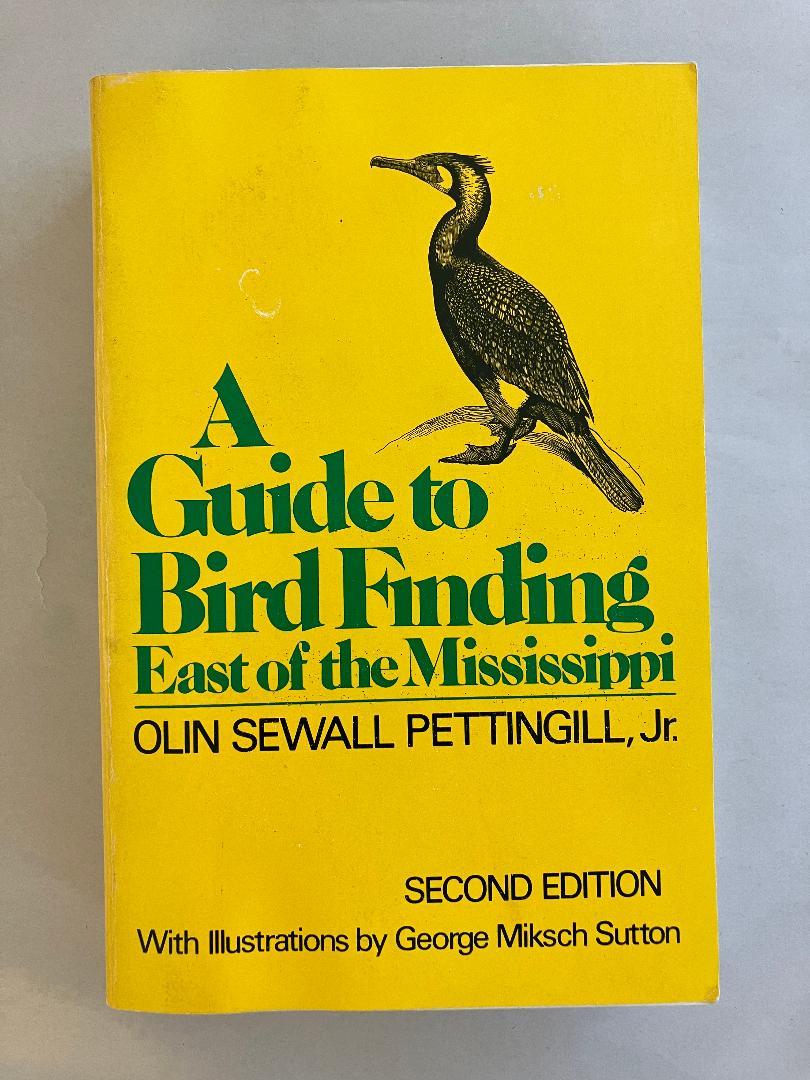 A
Guide to
Bird Finding
East of the Mississippi
OLIN SEWALL PETTINGILL, Jr.
SECOND EDITION
With Illustrations by George Miksch Sutton